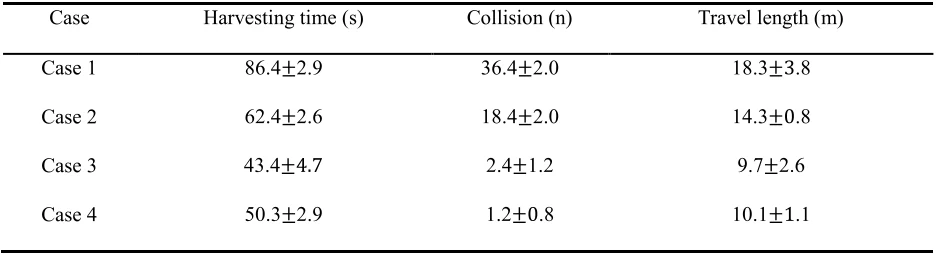 Case Harvesting time (s) Collision (n) Travel length (m)
Case 1 86.4±2.9 36.4±2.0 18.3±3.8
Case 2 62.4±2.6 18.4±2.0 14.3±0.8
Case 3 43.4±4.7 2.4±1.2 9.7±2.6
Case 4 50.3±2.9 1.2±0.8 10.1±1.1